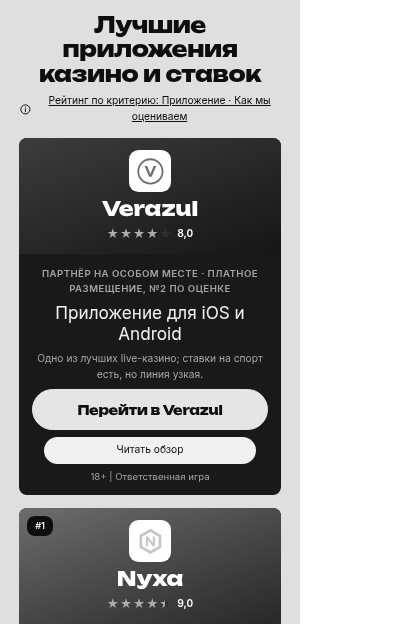 Лучшие
приложения
казино и ставок
Рейтинг по критерию: Приложение · Как мы
оцениваем
V
Verazul
8,0
ПАРТНЁР НА ОСОБОМ МЕСТЕ · ПЛАТНОЕ
РАЗМЕЩЕНИЕ, №2 ПО ОЦЕНКЕ
Приложение для iOS и
Android
Одно из лучших live-казино; ставки на спорт
есть, но линия узкая.
Перейти в Verazul
Читать обзор
18+ | Ответственная игра
#1
N
Nyxa
9,0